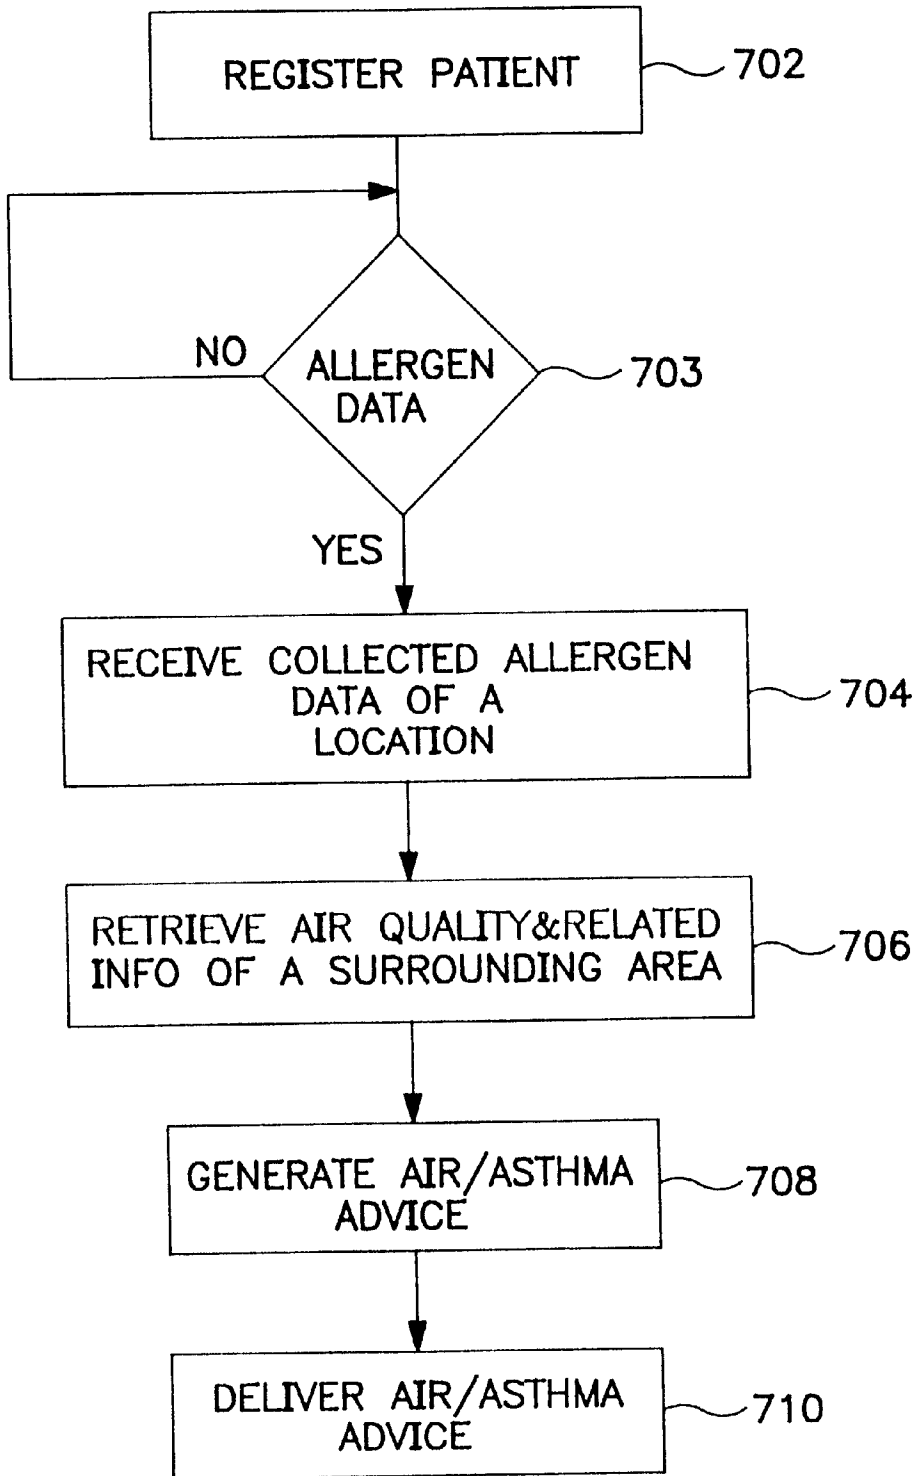 REGISTER PATIENT
702
ALLERGEN
DATA
703
NO
YES
RECEIVE COLLECTED ALLERGEN
DATA OF A
LOCATION
704
RETRIEVE AIR QUALITY&RELATED
INFO OF A SURROUNDING AREA
706
GENERATE AIR/ASTHMA
ADVICE
708
DELIVER AIR/ASTHMA
ADVICE
710